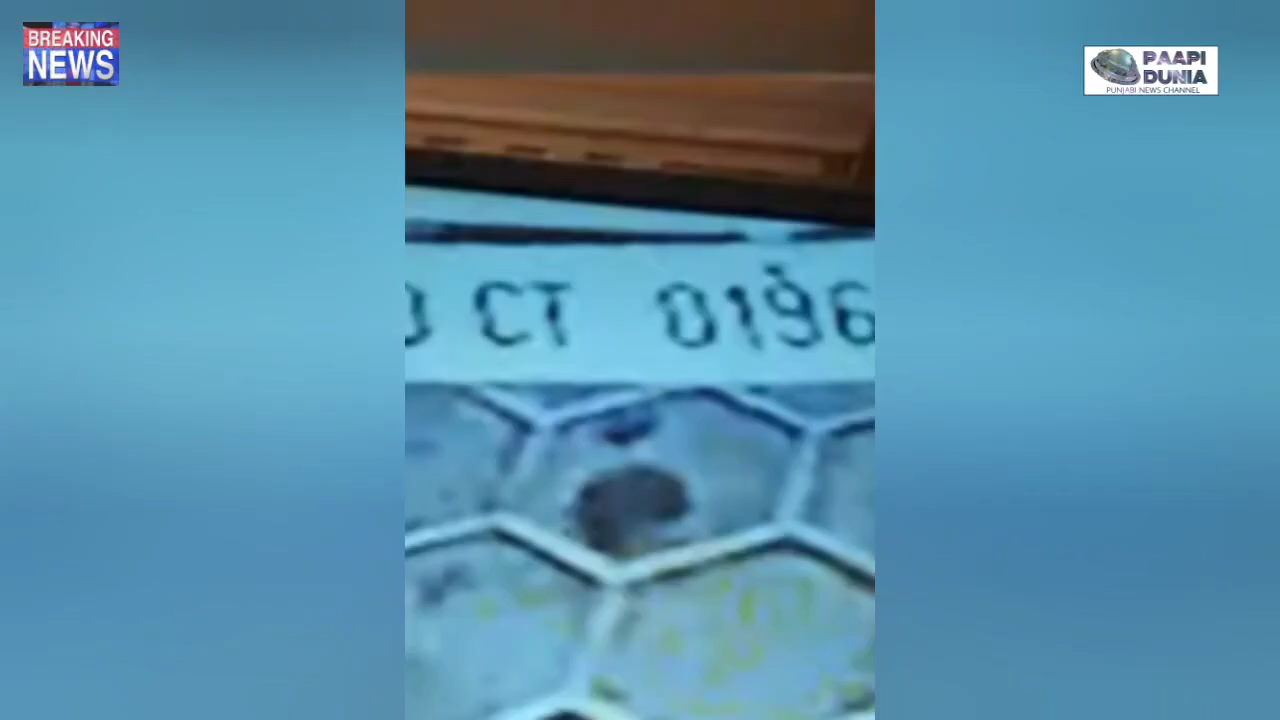 BREAKING
NEWS
PAAPI
DUNIA
PUNJABI NEWS CHANNEL
CT 0196